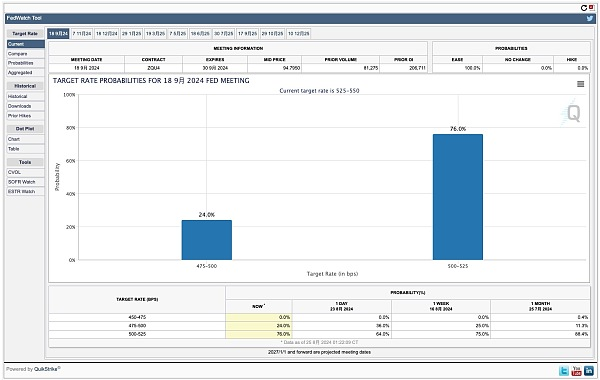 FedWatch Tool
Target Rate
Current
Compare
Probabilities
Aggregated
Historical
Historical
Downloads
Prior Hikes
Dot Plot
Chart
Table
Tools
CVOL
SOFR Watch
ESTR Watch
18 9月24 7 11月24 18 12月24 29 1月25 19 3月25 7 5月25 18 6月25 30 7月25 17 9月25 29 10月25 10 12月25
MEETING INFORMATION
MEETING DATE CONTRACT EXPIRES MID PRICE PRIOR VOLUME PRIOR OI
18 9月 2024 ZQU4 30 9月 2024 94.7950 81,275 206,711
PROBABILITIES
EASE NO CHANGE HIKE
100.0% 0.0% 0.0%
TARGET RATE PROBABILITIES FOR 18 9月 2024 FED MEETING
Current target rate is 525-550
Probability
100%
80%
60%
40%
20%
0%
24.0%
76.0%
475-500
500-525
Target Rate (in bps)
Q
TARGET RATE (BPS) PROBABILITY(%)
NOW * 1 DAY 23 8月 2024 1 WEEK 16 8月 2024 1 MONTH 25 7月 2024
450-475 0.0% 0.0% 0.0% 0.4%
475-500 24.0% 36.0% 25.0% 11.3%
500-525 76.0% 64.0% 75.0% 88.4%
* Data as of 25 8月 2024 01:22:09 CT
2027/1/1 and forward are projected meeting dates
Powered by QuikStrike®